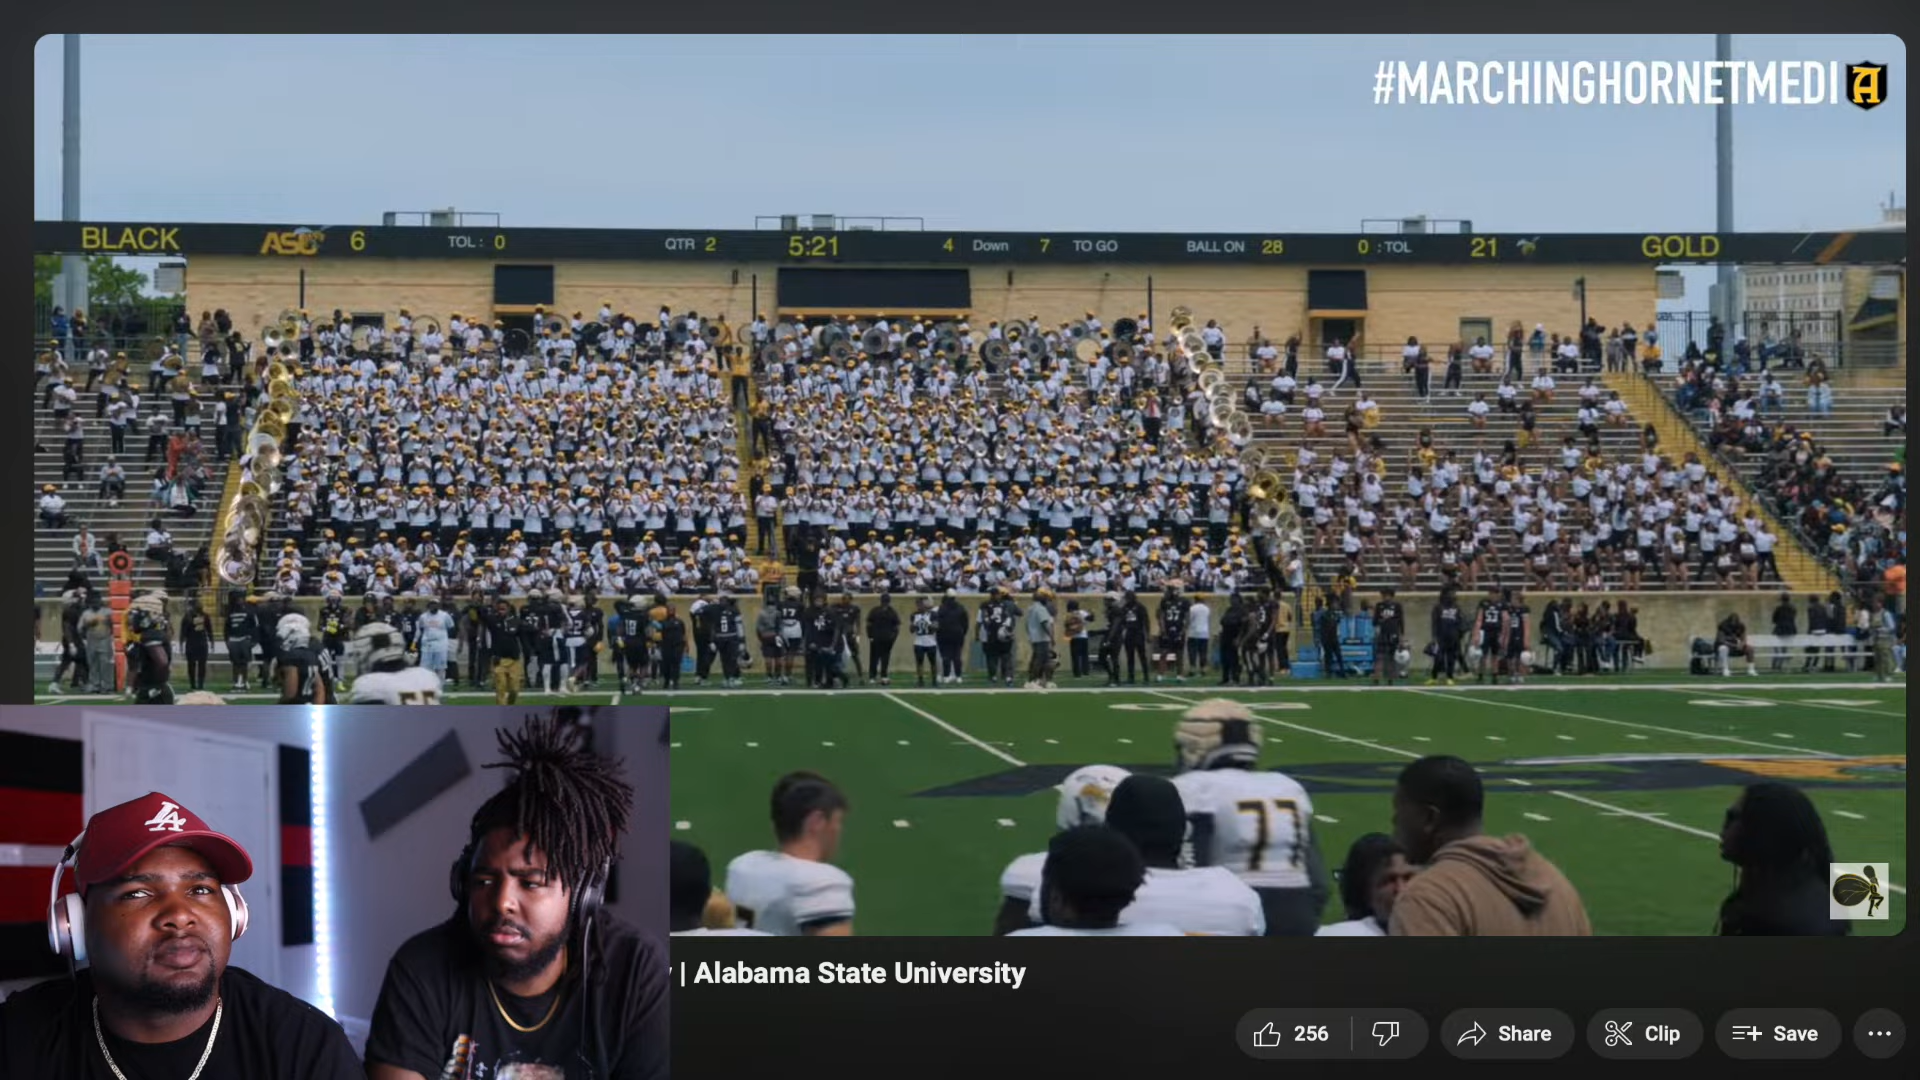 #MARCHINGHORNETMEDI A
BLACK ASU 6 TOL : 0 QTR 2 5:21 4 Down 7 TO GO BALL ON 28 0 : TOL 21 GOLD
77
LA
| Alabama State University
256 Share Clip Save